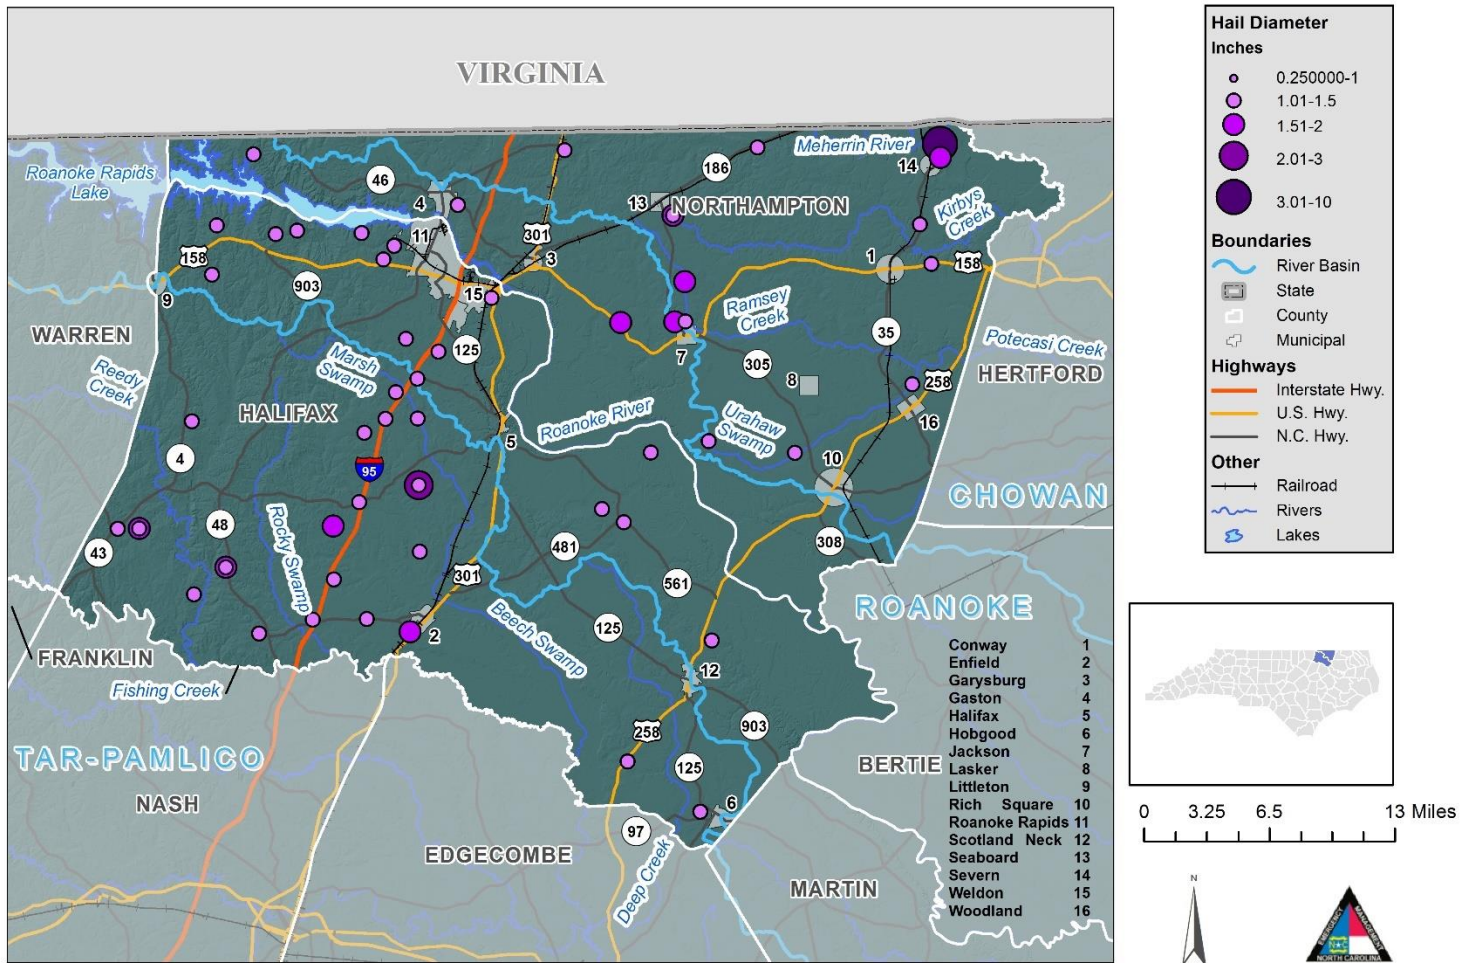 VIRGINIA
Roanoke Rapids
Lake
46
4
186
Meherrin River
14
13
NORTHAMPTON
Kirbys
Creek
11
301
3
158
903
1
158
9
15
WARREN
Ramsey
Creek
35
Reedy
Creek
Marsh
Swamp
125
7
305
8
Potecasi Creek
HERTFORD
258
HALIFAX
Roanoke River
Urahaw
Swamp
16
4
5
95
10
CHOWAN
48
Rocky
Swamp
43
481
308
301
561
ROANOKE
Beech Swamp
125
2
FRANKLIN
Fishing Creek
12
TAR-PAMLICO
258
903
125
BERTIE
NASH
6
97
EDGECOMBE
Deep Creek
MARTIN
Conway 1
Enfield 2
Garysburg 3
Gaston 4
Halifax 5
Hobgood 6
Jackson 7
Lasker 8
Littleton 9
Rich Square 10
Roanoke Rapids 11
Scotland Neck 12
Seaboard 13
Severn 14
Weldon 15
Woodland 16
Hail Diameter
Inches
0.250000-1
1.01-1.5
1.51-2
2.01-3
3.01-10
Boundaries
River Basin
State
County
Municipal
Highways
Interstate Hwy.
U.S. Hwy.
N.C. Hwy.
Other
Railroad
Rivers
Lakes
0 3.25 6.5 13 Miles
N
EMERGENCY
MANAGEMENT
NORTH CAROLINA